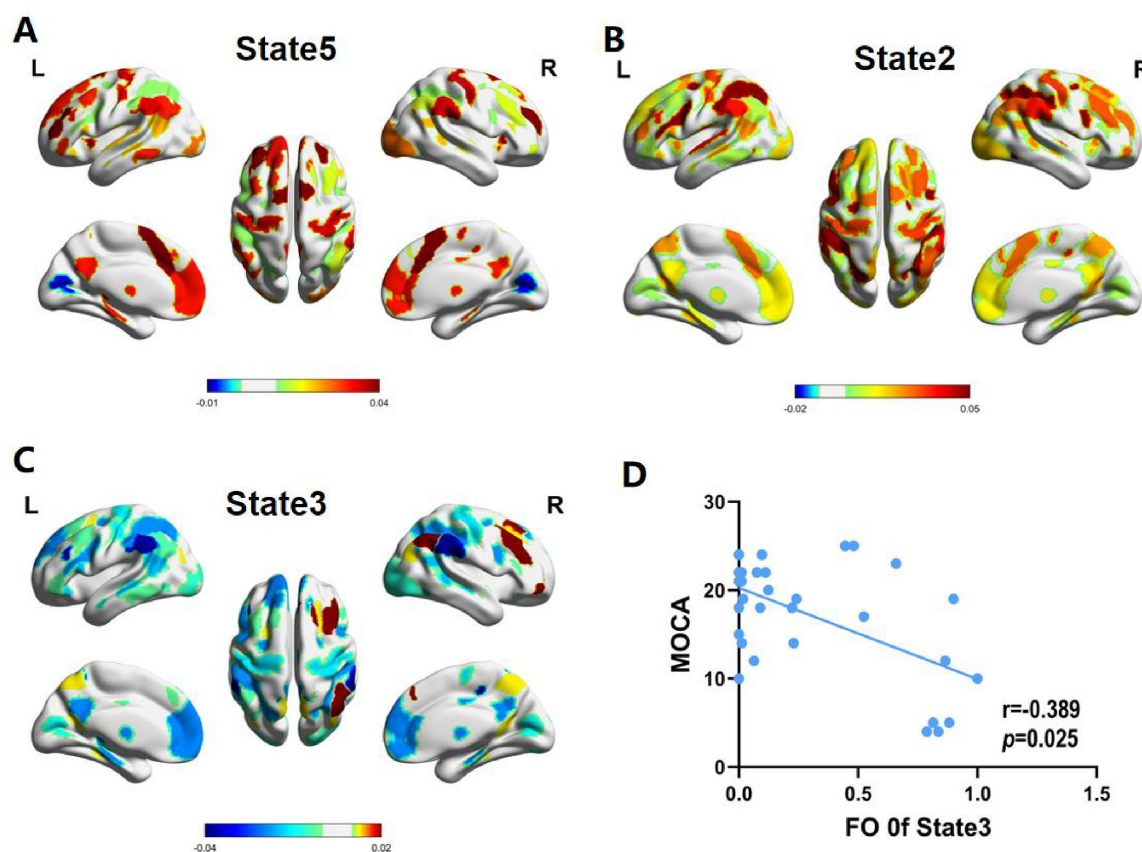 A
State5
L
R
-0.01
0.04
B
State2
L
R
-0.02
0.05
C
State3
L
R
-0.04
0.02
D
30
20
10
0
MOCA
r=-0.389
p=0.025
0.0
0.5
1.0
1.5
FO 0f State3